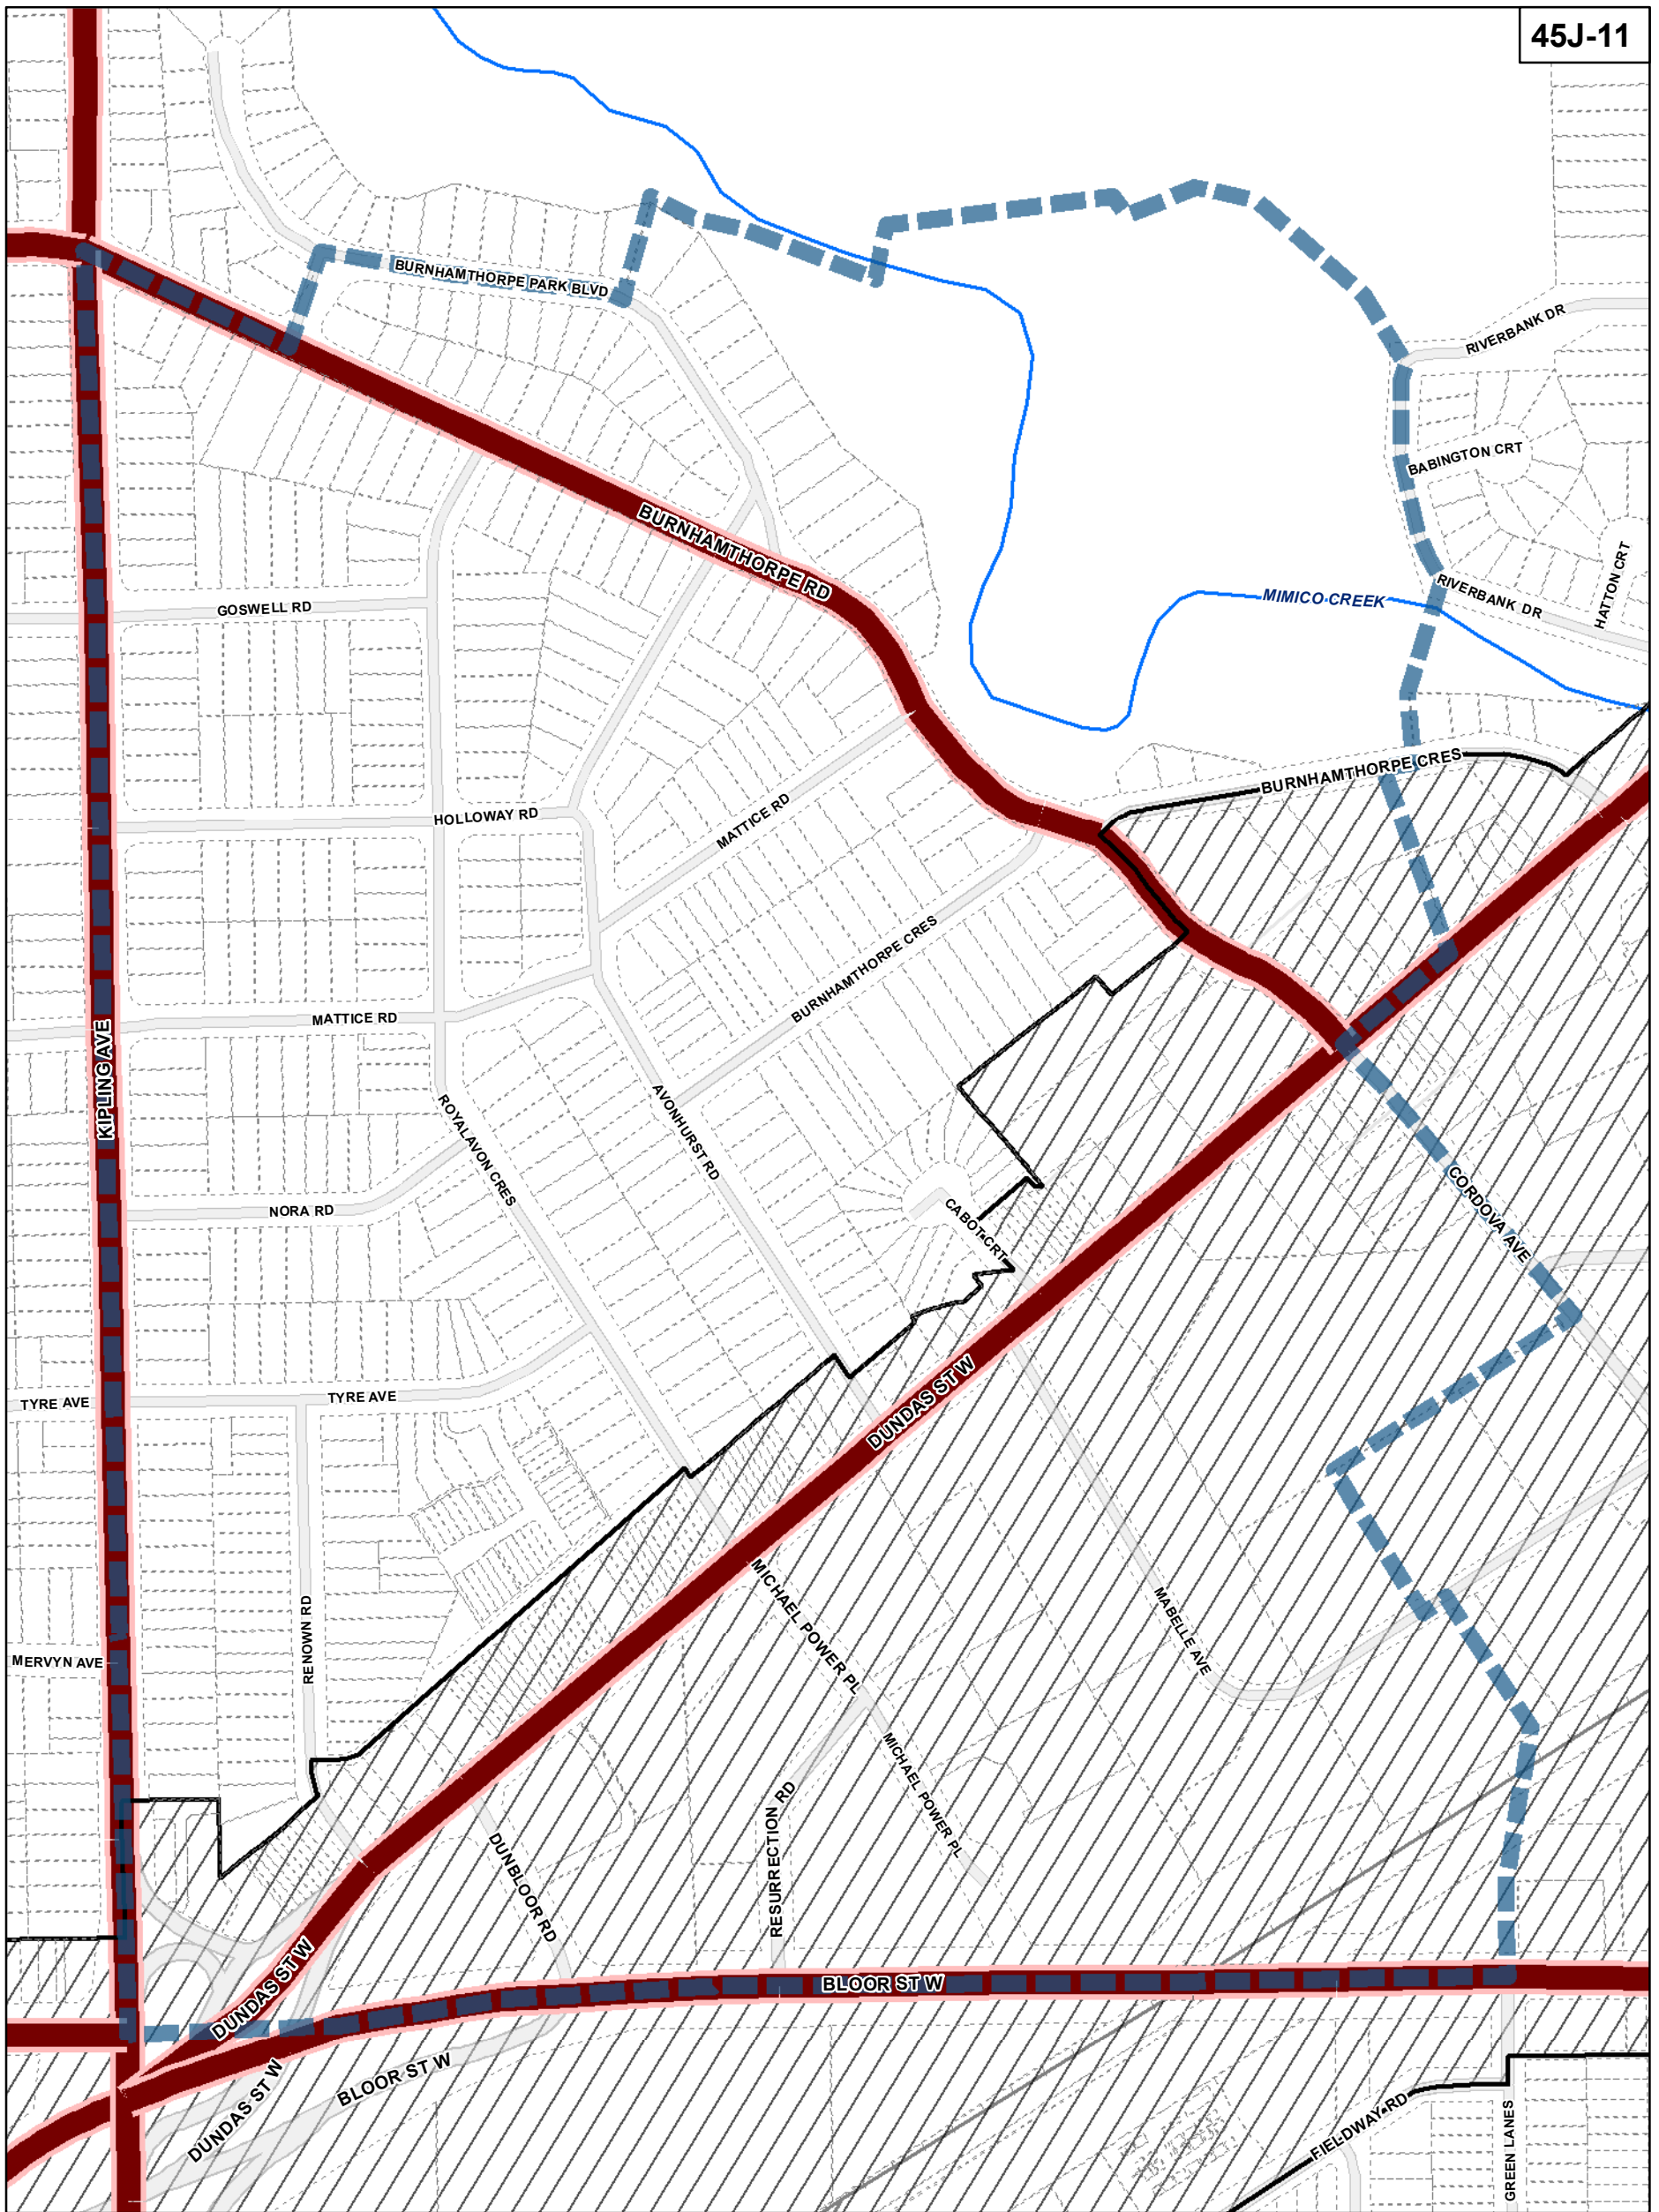 45J-11
BURNHAMTHORPE PARK BLVD
RIVERBANK DR
BABINGTON CRT
BURNHAMTHORPE RD
HATTON CRT
RIVERBANK DR
MIMICO CREEK
GOSWELL RD
BURNHAMTHORPE CRES
HOLLOWAY RD
MATTICE RD
BURNHAMTHORPE CRES
MATTICE RD
KIPLING AVE
ROYALAVON CRES
AVONHURST RD
CORDOVA AVE
NORA RD
CABOT CRT
DUNDAS ST W
TYRE AVE
TYRE AVE
MICHAEL POWER PL
MABELLE AVE
RENOWN RD
MERVYN AVE
MICHAEL POWER PL
RESURRECTION RD
DUNBLOOR RD
DUNDAS ST W
BLOOR ST W
BLOOR ST W
DUNDAS ST W
FIELDWAY RD
GREEN LANES